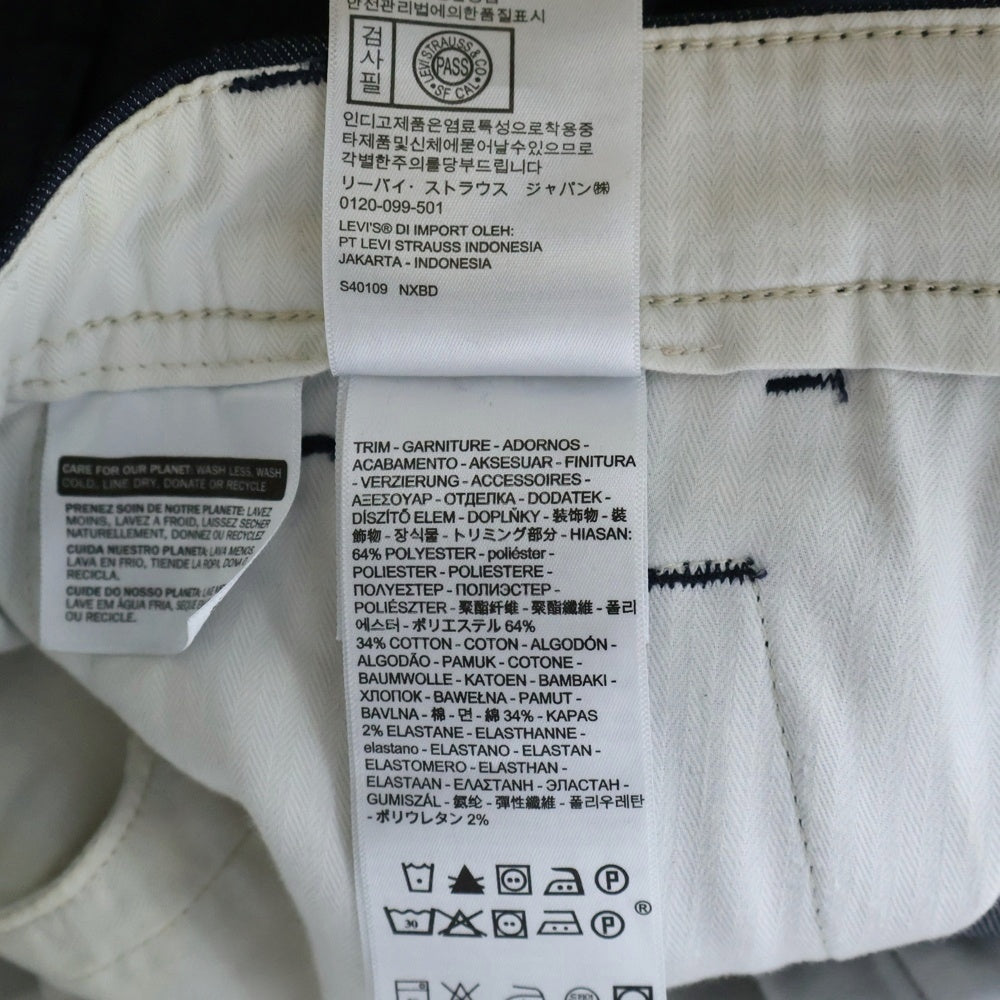 안전관리법에의한품질표시
검사필
LEVI STRAUSS & CO
PASS
SF CAL
인디고제품은염료특성으로착용중
타제품및신체에묻어날수있으므로
각별한주의를당부드립니다
リーバイ・ストラウス ジャパン㈱
0120-099-501
LEVI'S® DI IMPORT OLEH:
PT LEVI STRAUSS INDONESIA
JAKARTA - INDONESIA
S40109 NXBD
CARE FOR OUR PLANET: WASH LESS, WASH
COLD, LINE DRY, DONATE OR RECYCLE
PRENEZ SOIN DE NOTRE PLANETE: LAVEZ
MOINS, LAVEZ A FROID, LAISSEZ SECHER
NATURELLEMENT, DONNEZ OU RECYCLEZ
CUIDA NUESTRO PLANETA: LAVA MENOS
LAVA EN FRIO, TIENDE LA ROPA, DONA O
RECICLA.
CUIDE DO NOSSO PLANETA:
LAVE EM ÁGUA FRIA,
OU RECICLE.
TRIM - GARNITURE - ADORNOS -
ACABAMENTO - AKSESUAR - FINITURA
- VERZIERUNG - ACCESSOIRES -
ΑΞΕΣΟΥΑΡ - ОТДЕЛКА - DODATEK -
DÍSZÍTŐ ELEM - DOPLŇKY - 装饰物 - 裝
飾物 - 장식물 - トリミング部分 - HIASAN:
64% POLYESTER - poliéster -
POLIESTER - POLIESTERE -
ΠΟΛΥΕΣΤΕΡ - ПОЛИЭСТЕР -
POLIÉSZTER - 聚酯纤维 - 聚酯纖維 - 폴리
에스터 - ポリエステル 64%
34% COTTON - COTON - ALGODÓN -
ALGODÃO - PAMUK - COTONE -
BAUMWOLLE - KATOEN - ΒΑΜΒΑΚΙ -
ХЛОПОК - BAWEŁNA - PAMUT -
BAVLNA - 棉 - 면 - 綿 34% - KAPAS
2% ELASTANE - ELASTHANNE -
elastano - ELASTANO - ELASTAN -
ELASTOMERO - ELASTHAN -
ELASTAAN - ΕΛΑΣΤΑΝΗ - ЭЛАСТАН -
GUMISZÁL - 氨纶 - 彈性纖維 - 폴리우레탄
- ポリウレタン 2%
P
30 P ®